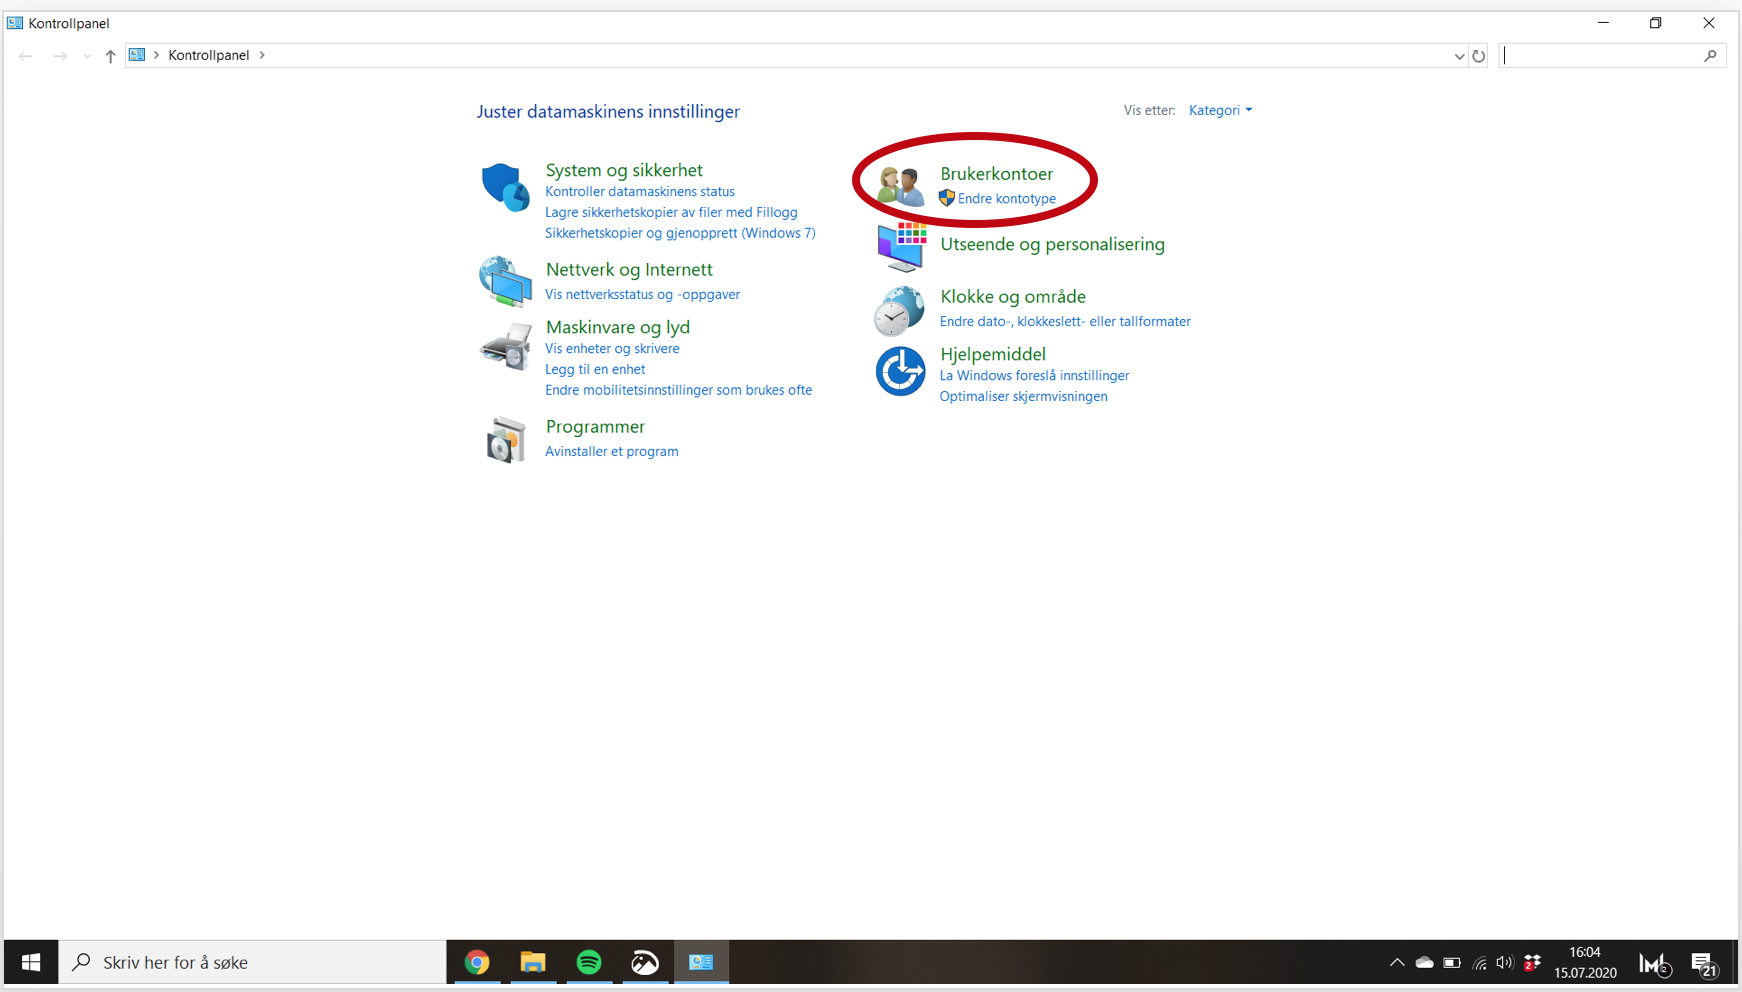 Kontrollpanel
Kontrollpanel
Juster datamaskinens innstillinger
Vis etter: Kategori
System og sikkerhet
Kontroller datamaskinens status
Lagre sikkerhetskopier av filer med Fillogg
Sikkerhetskopier og gjenopprett (Windows 7)
Nettverk og Internett
Vis nettverksstatus og -oppgaver
Maskinvare og lyd
Vis enheter og skrivere
Legg til en enhet
Endre mobilitetsinnstillinger som brukes ofte
Programmer
Avinstaller et program
Brukerkontoer
Endre kontotype
Utseende og personalisering
Klokke og område
Endre dato-, klokkeslett- eller tallformater
Hjelpemiddel
La Windows foreslå innstillinger
Optimaliser skjermvisningen
Skriv her for å søke
2
16:04
15.07.2020
2
21